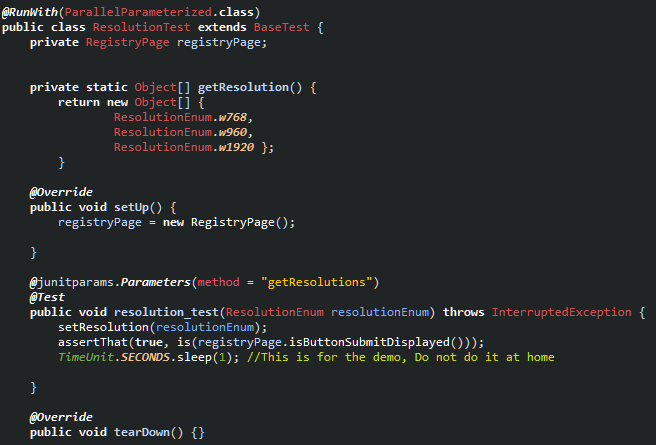 @RunWith(ParallelParameterized.class)
public class ResolutionTest extends BaseTest {
    private RegistryPage registryPage;
    private static Object[] getResolution() {
        return new Object[] {
                ResolutionEnum.w768,
                ResolutionEnum.w960,
                ResolutionEnum.w1920 };
        }
    @Override
    public void setUp() {
        registryPage = new RegistryPage();
    }
    @junitparams.Parameters(method = "getResolutions")
    @Test
    public void resolution_test(ResolutionEnum resolutionEnum) throws InterruptedException {
        setResolution(resolutionEnum);
        assertThat(true, is(registryPage.isButtonSubmitDisplayed()));
        TimeUnit.SECONDS.sleep(1); //This is for the demo, Do not do it at home
    }
    @Override
    public void tearDown() {}